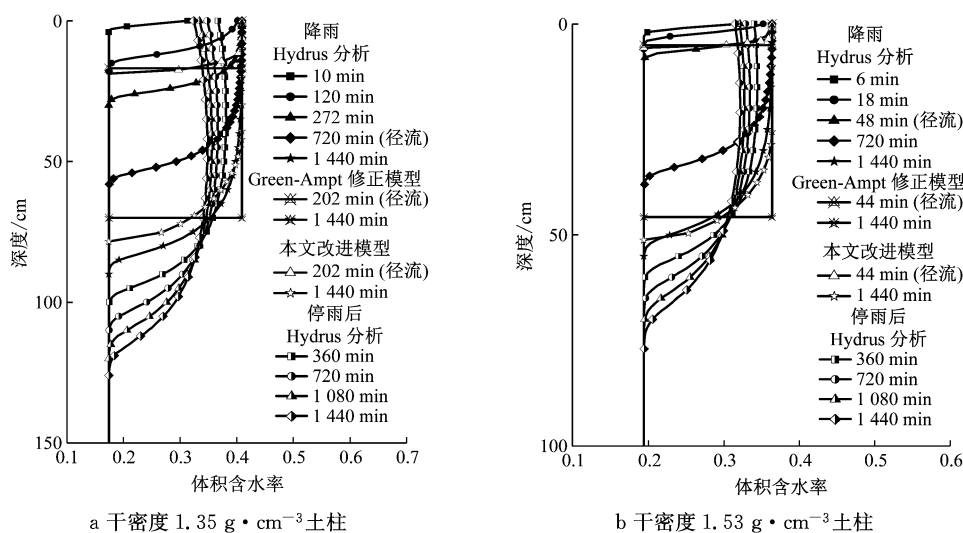 0
50
100
150
深度/cm
0.1
0.2
0.3
0.4
0.5
0.6
0.7
体积含水率
降雨
Hydrus 分析
10 min
120 min
272 min
720 min (径流)
1 440 min
Green-Ampt 修正模型
202 min (径流)
1 440 min
本文改进模型
202 min (径流)
1 440 min
停雨后
Hydrus 分析
360 min
720 min
1 080 min
1 440 min
a 干密度 1.35 g·cm⁻³土柱
0
50
100
深度/cm
0.1
0.2
0.3
0.4
0.5
0.6
体积含水率
降雨
Hydrus 分析
6 min
18 min
48 min (径流)
720 min
1 440 min
Green-Ampt 修正模型
44 min (径流)
1 440 min
本文改进模型
44 min (径流)
1 440 min
停雨后
Hydrus 分析
360 min
720 min
1 080 min
1 440 min
b 干密度 1.53 g·cm⁻³土柱